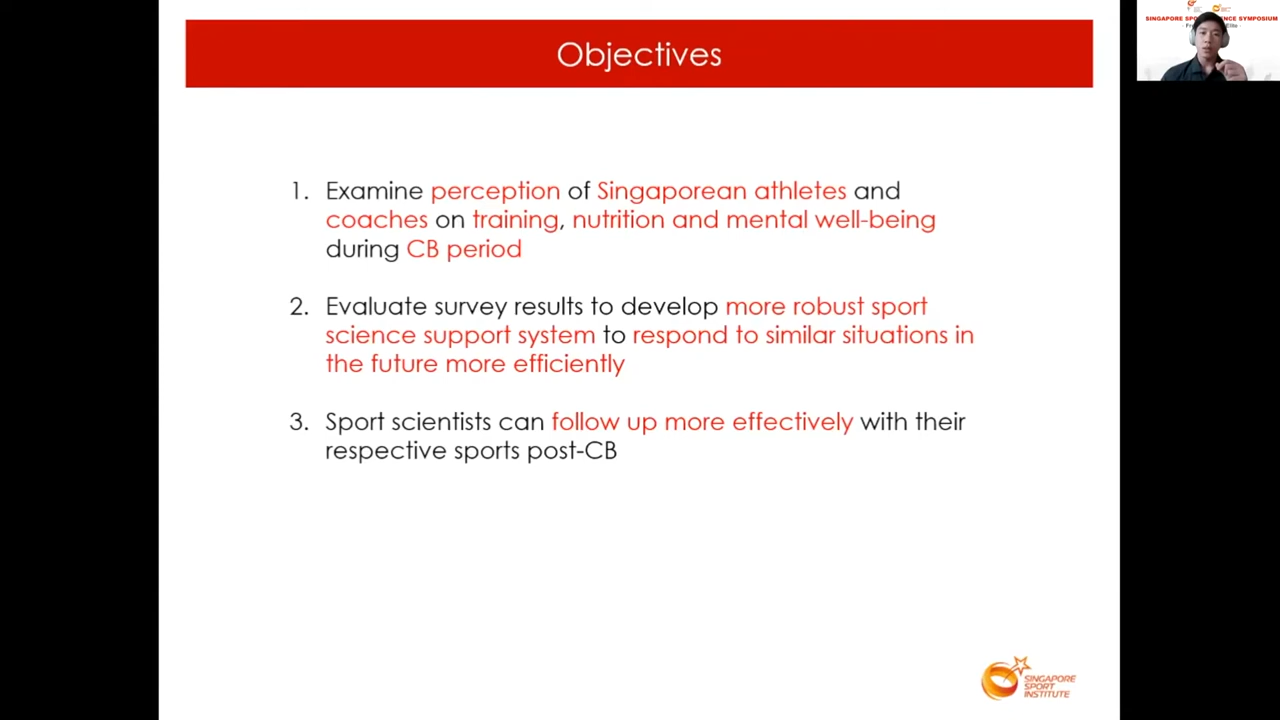 Objectives
SINGAPORE SPO ENCE SYMPOSIUM
1. Examine perception of Singaporean athletes and
coaches on training, nutrition and mental well-being
during CB period
2. Evaluate survey results to develop more robust sport
science support system to respond to similar situations in
the future more efficiently
3. Sport scientists can follow up more effectively with their
respective sports post-CB
SINGAPORE
SPORT
INSTITUTE